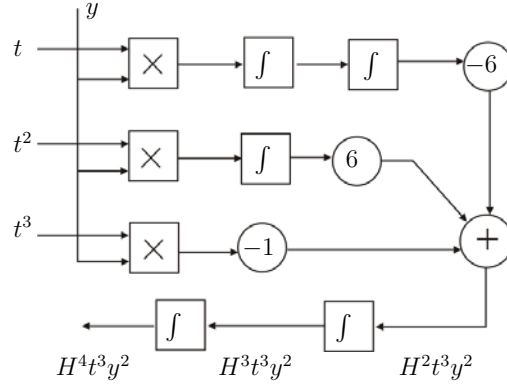 y
t
×
∫
∫
−6
t²
×
∫
6
t³
×
−1
+
∫
∫
H⁴t³y²
H³t³y²
H²t³y²